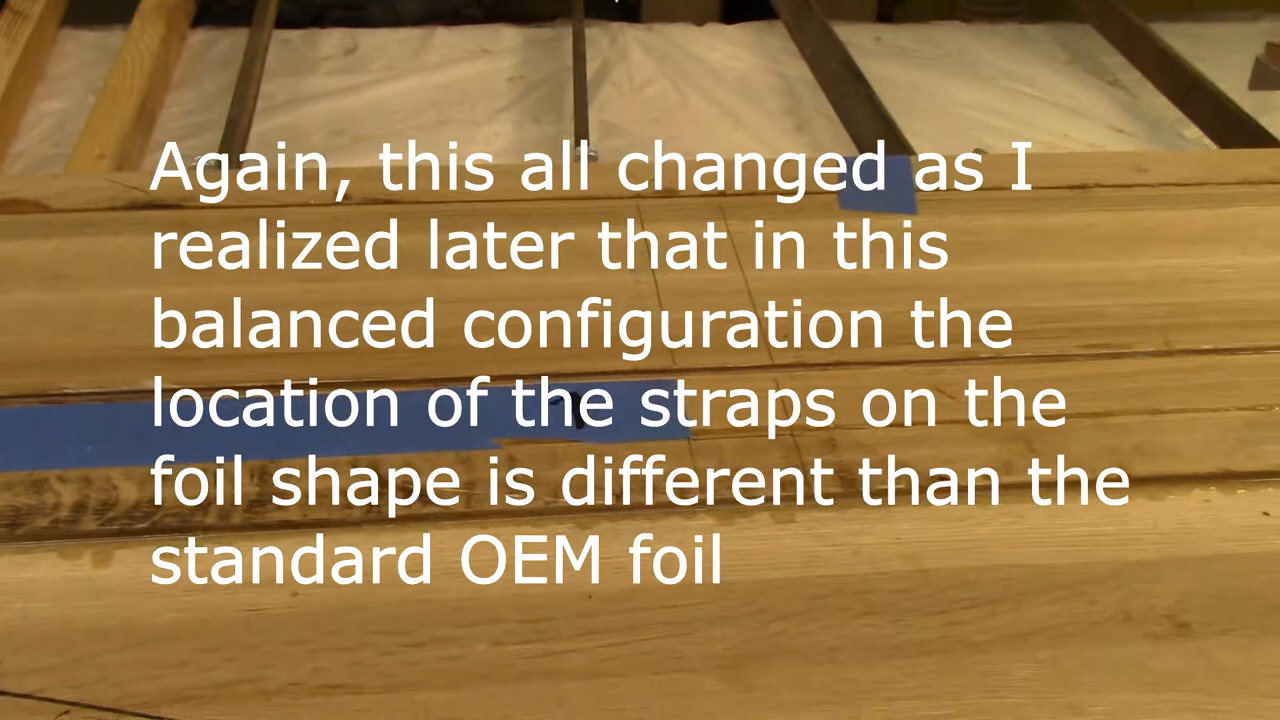 Again, this all changed as I
realized later that in this
balanced configuration the
location of the straps on the
foil shape is different than the
standard OEM foil